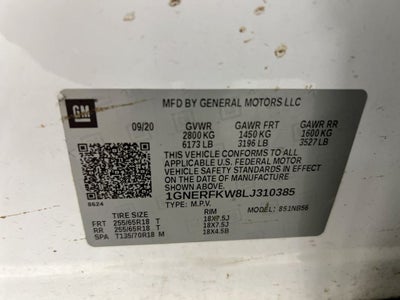 GM
MFD BY GENERAL MOTORS LLC
09/20 GVWR GAWR FRT GAWR RR
2800 KG 1450 KG 1600 KG
6173 LB 3196 LB 3527 LB
THIS VEHICLE CONFORMS TO ALL
APPLICABLE U.S. FEDERAL MOTOR
VEHICLE SAFETY STANDARDS IN
EFFECT ON THE DATE OF
MANUFACTURE SHOWN ABOVE.
1GNERFKW8LJ310385
TYPE: M.P.V. MODEL: 851NB56
TIRE SIZE RIM
FRT 255/65R18 T 18X7.5J
RR 255/65R18 T 18X7.5J
SPA T135/70R18 M 18X4.5B